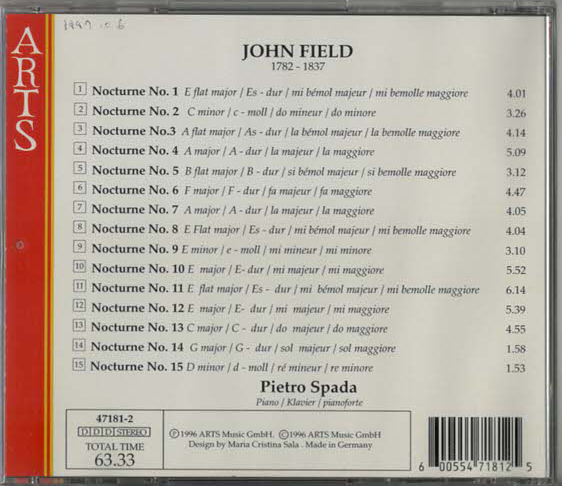 1997 10 6
ARTS
JOHN FIELD
1782 - 1837
1 Nocturne No. 1 E flat major / Es - dur / mi bémol majeur / mi bemolle maggiore 4.01
2 Nocturne No. 2 C minor / c - moll / do mineur / do minore 3.26
3 Nocturne No.3 A flat major / As - dur / la bémol majeur / la bemolle maggiore 4.14
4 Nocturne No. 4 A major / A - dur / la majeur / la maggiore 5.09
5 Nocturne No. 5 B flat major / B - dur / si bémol majeur / si bemolle maggiore 3.12
6 Nocturne No. 6 F major / F - dur / fa majeur / fa maggiore 4.47
7 Nocturne No. 7 A major / A - dur / la majeur / la maggiore 4.05
8 Nocturne No. 8 E Flat major / Es - dur / mi bémol majeur / mi bemolle maggiore 4.04
9 Nocturne No. 9 E minor / e - moll / mi mineur / mi minore 3.10
10 Nocturne No. 10 E major / E- dur / mi majeur / mi maggiore 5.52
11 Nocturne No. 11 E flat major / Es - dur / mi bémol majeur / mi bemolle maggiore 6.14
12 Nocturne No. 12 E major / E- dur / mi majeur / mi maggiore 5.39
13 Nocturne No. 13 C major / C - dur / do majeur / do maggiore 4.55
14 Nocturne No. 14 G major / G - dur / sol majeur / sol maggiore 1.58
15 Nocturne No. 15 D minor / d - moll / ré mineur / re minore 1.53
Pietro Spada
Piano / Klavier / pianoforte
47181-2
DDD STEREO
TOTAL TIME
63.33
Ⓟ1996 ARTS Music GmbH. ©1996 ARTS Music GmbH
Design by Maria Cristina Sala . Made in Germany
6 00554 71812 5